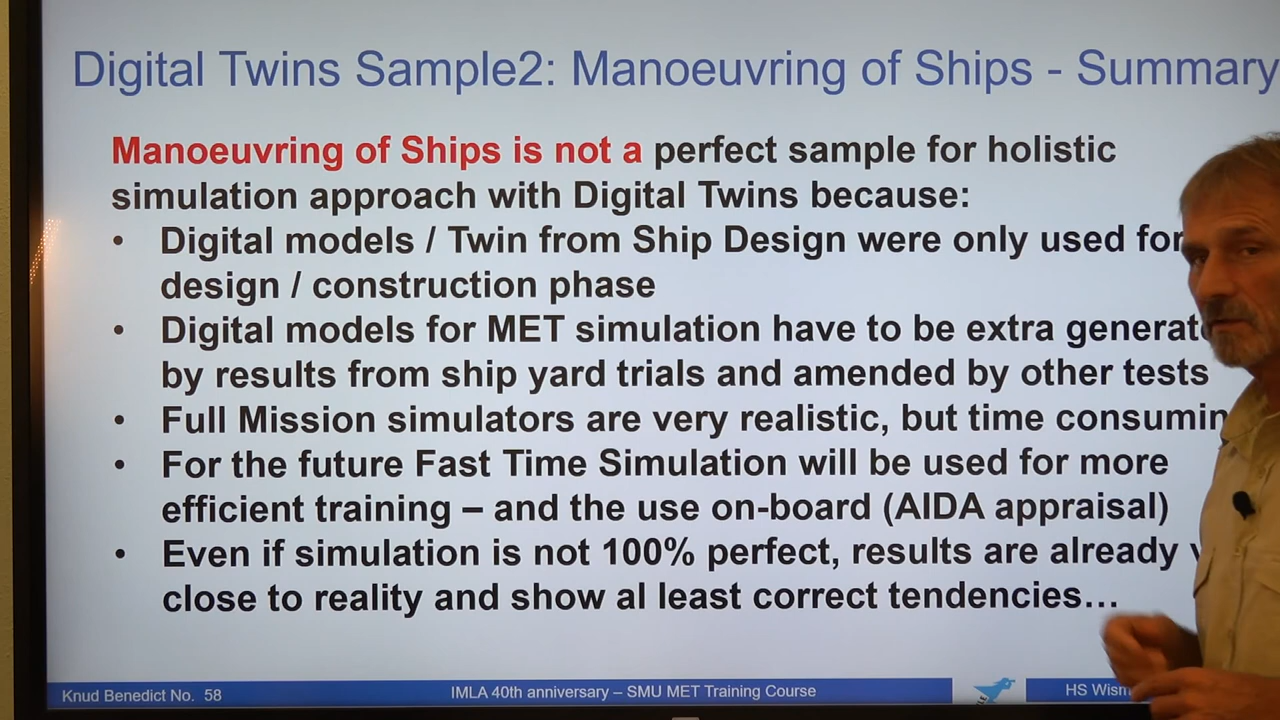 Digital Twins Sample2: Manoeuvring of Ships - Summary
Manoeuvring of Ships is not a perfect sample for holistic
simulation approach with Digital Twins because:
• Digital models / Twin from Ship Design were only used for
design / construction phase
• Digital models for MET simulation have to be extra generat
by results from ship yard trials and amended by other tests
• Full Mission simulators are very realistic, but time consumin
• For the future Fast Time Simulation will be used for more
efficient training – and the use on-board (AIDA appraisal)
• Even if simulation is not 100% perfect, results are already
close to reality and show al least correct tendencies…
Knud Benedict No. 58
IMLA 40th anniversary – SMU MET Training Course
HS Wism